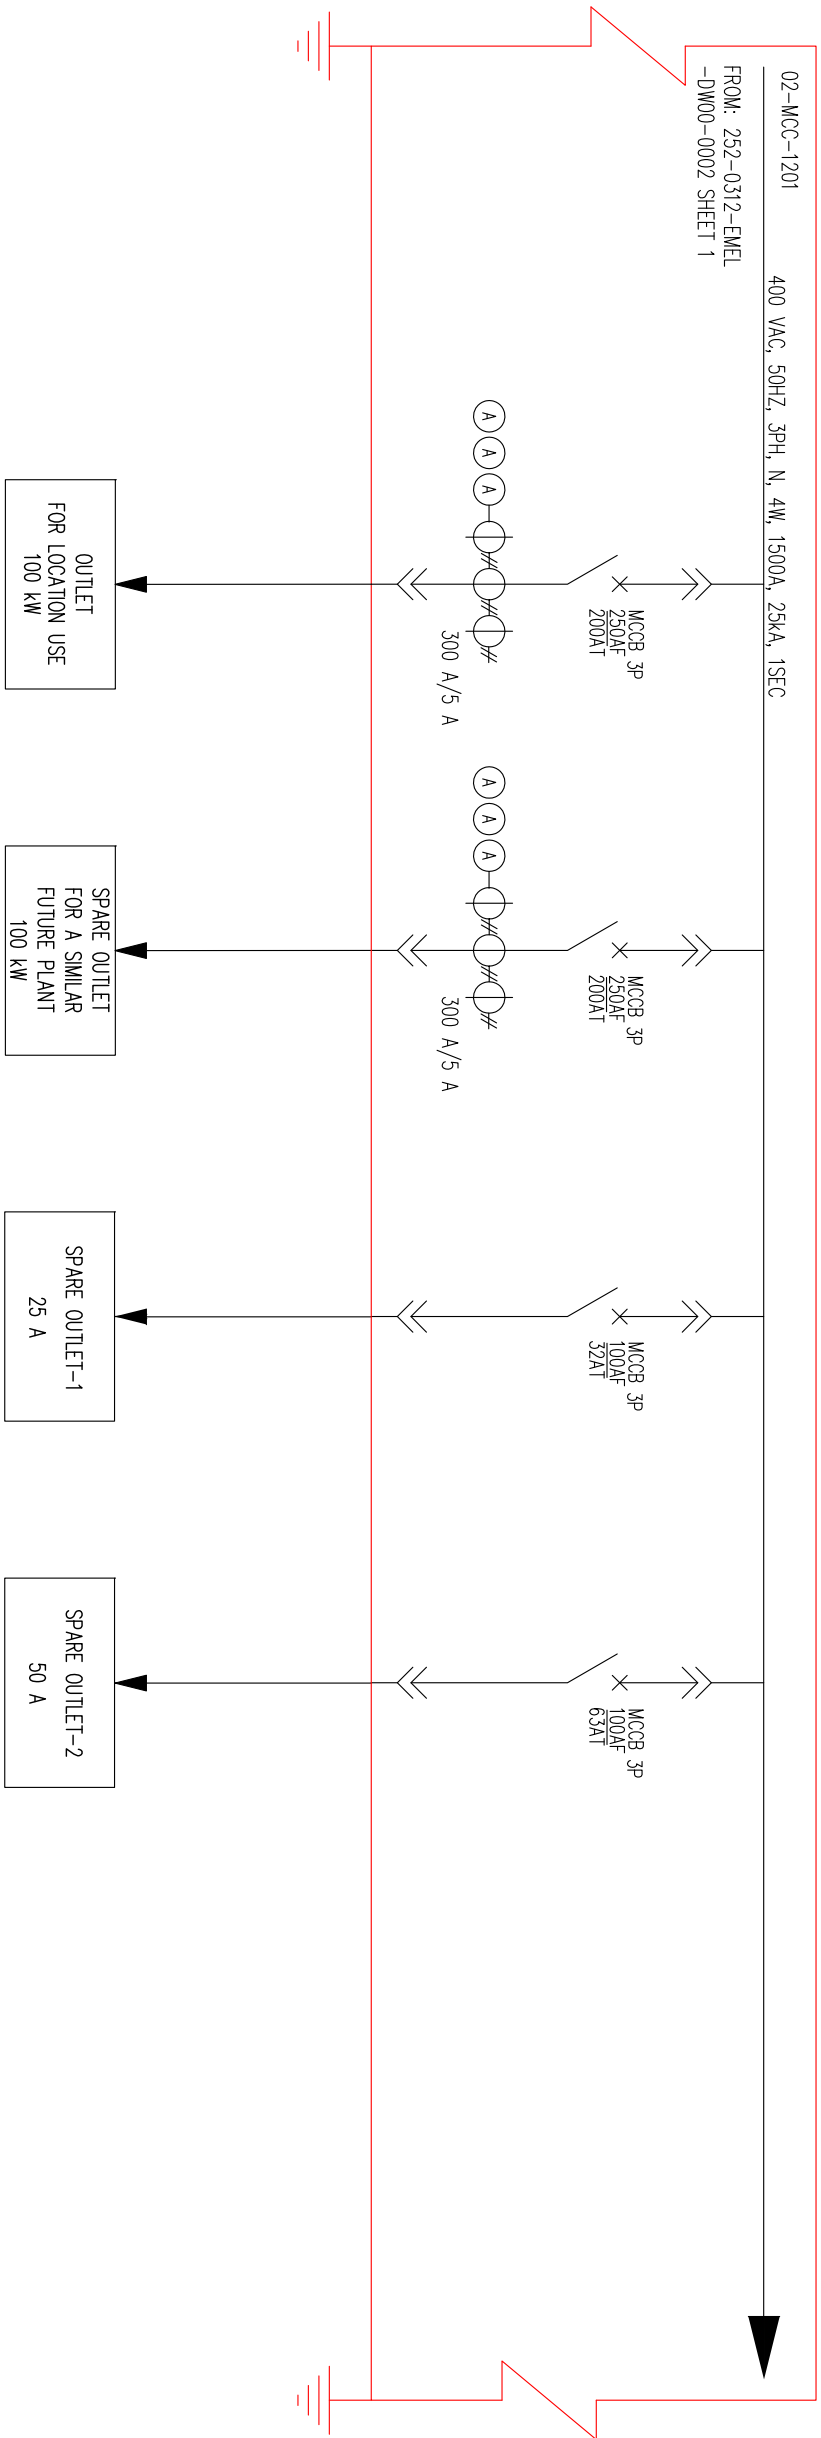 02-MCC-1201
400 VAC, 50HZ, 3PH, N, 4W, 1500A, 25kA, 1SEC
FROM: 252-0312-EMEL
-DW00-0002 SHEET 1
MCCB 3P
250AF
200AT
A
A
A
300 A/5 A
OUTLET
FOR LOCATION USE
100 kW
MCCB 3P
250AF
200AT
A
A
A
300 A/5 A
SPARE OUTLET
FOR A SIMILAR
FUTURE PLANT
100 kW
MCCB 3P
100AF
32AT
SPARE OUTLET-1
25 A
MCCB 3P
100AF
63AT
SPARE OUTLET-2
50 A